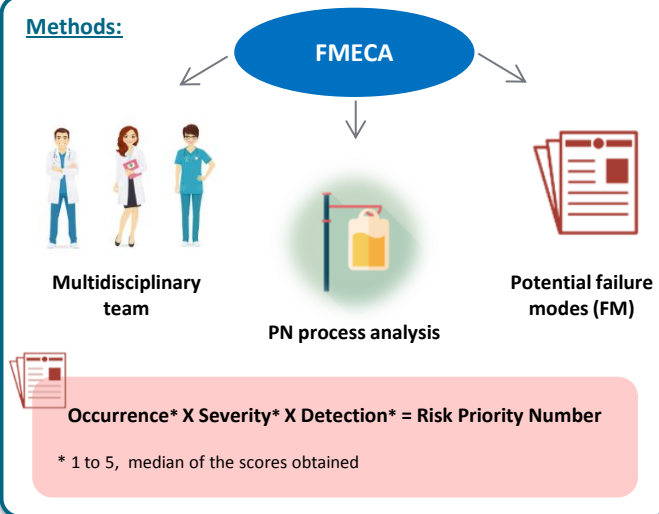 Methods:
FMECA
Multidisciplinary
team
PN process analysis
Potential failure
modes (FM)
Occurrence* X Severity* X Detection* = Risk Priority Number
* 1 to 5, median of the scores obtained